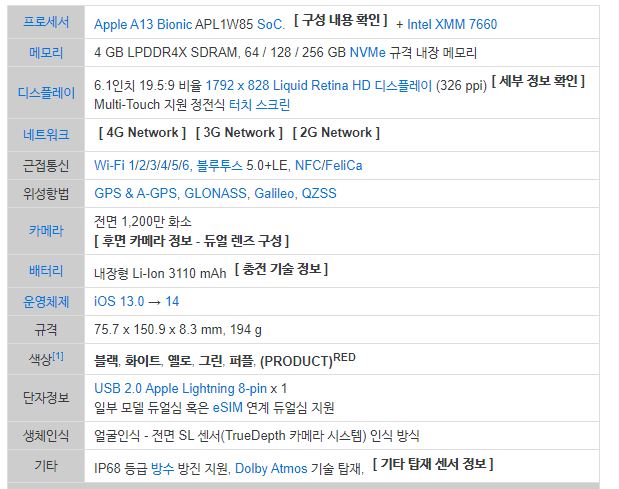 프로세서 Apple A13 Bionic APL1W85 SoC. [ 구성 내용 확인 ] + Intel XMM 7660
메모리 4 GB LPDDR4X SDRAM, 64 / 128 / 256 GB NVMe 규격 내장 메모리
디스플레이 6.1인치 19.5:9 비율 1792 x 828 Liquid Retina HD 디스플레이 (326 ppi) [ 세부 정보 확인 ]
Multi-Touch 지원 정전식 터치 스크린
네트워크 [ 4G Network ] [ 3G Network ] [ 2G Network ]
근접통신 Wi-Fi 1/2/3/4/5/6, 블루투스 5.0+LE, NFC/FeliCa
위성항법 GPS & A-GPS, GLONASS, Galileo, QZSS
카메라 전면 1,200만 화소
[ 후면 카메라 정보 - 듀얼 렌즈 구성 ]
배터리 내장형 Li-Ion 3110 mAh [ 충전 기술 정보 ]
운영체제 iOS 13.0 → 14
규격 75.7 x 150.9 x 8.3 mm, 194 g
색상[1] 블랙, 화이트, 옐로, 그린, 퍼플, (PRODUCT)RED
단자정보 USB 2.0 Apple Lightning 8-pin x 1
일부 모델 듀얼심 혹은 eSIM 연계 듀얼심 지원
생체인식 얼굴인식 - 전면 SL 센서(TrueDepth 카메라 시스템) 인식 방식
기타 IP68 등급 방수 방진 지원, Dolby Atmos 기술 탑재, [ 기타 탑재 센서 정보 ]